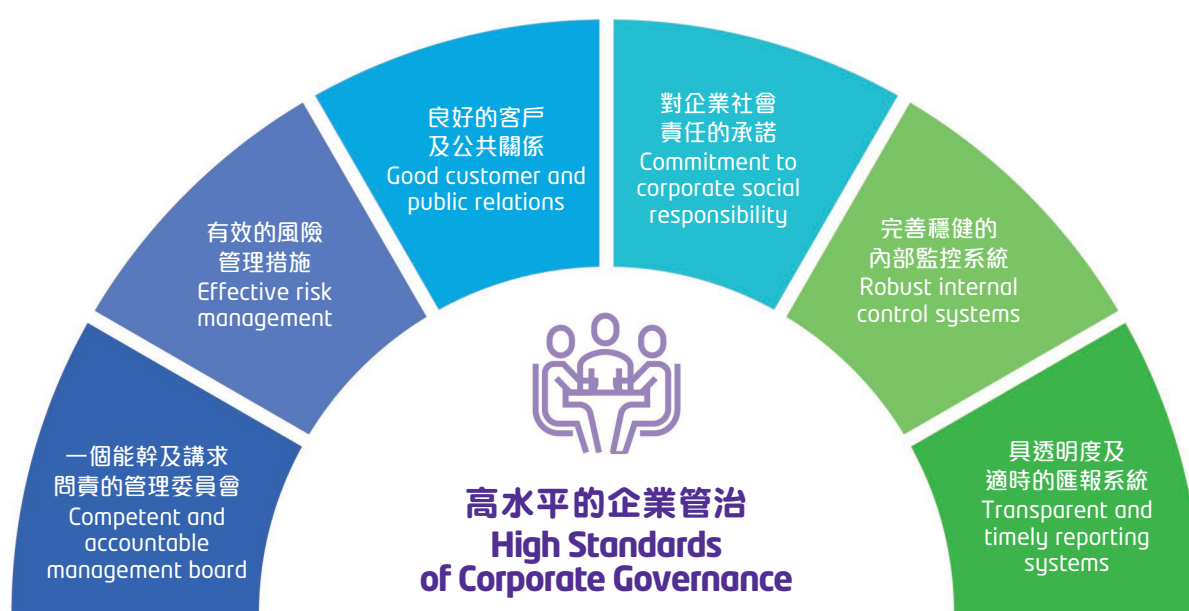 一個能幹及講求
問責的管理委員會
Competent and
accountable
management board
有效的風險
管理措施
Effective risk
management
良好的客戶
及公共關係
Good customer and
public relations
對企業社會
責任的承諾
Commitment to
corporate social
responsibility
完善穩健的
內部監控系統
Robust internal
control systems
具透明度及
適時的匯報系統
Transparent and
timely reporting
systems
高水平的企業管治
High Standards
of Corporate Governance